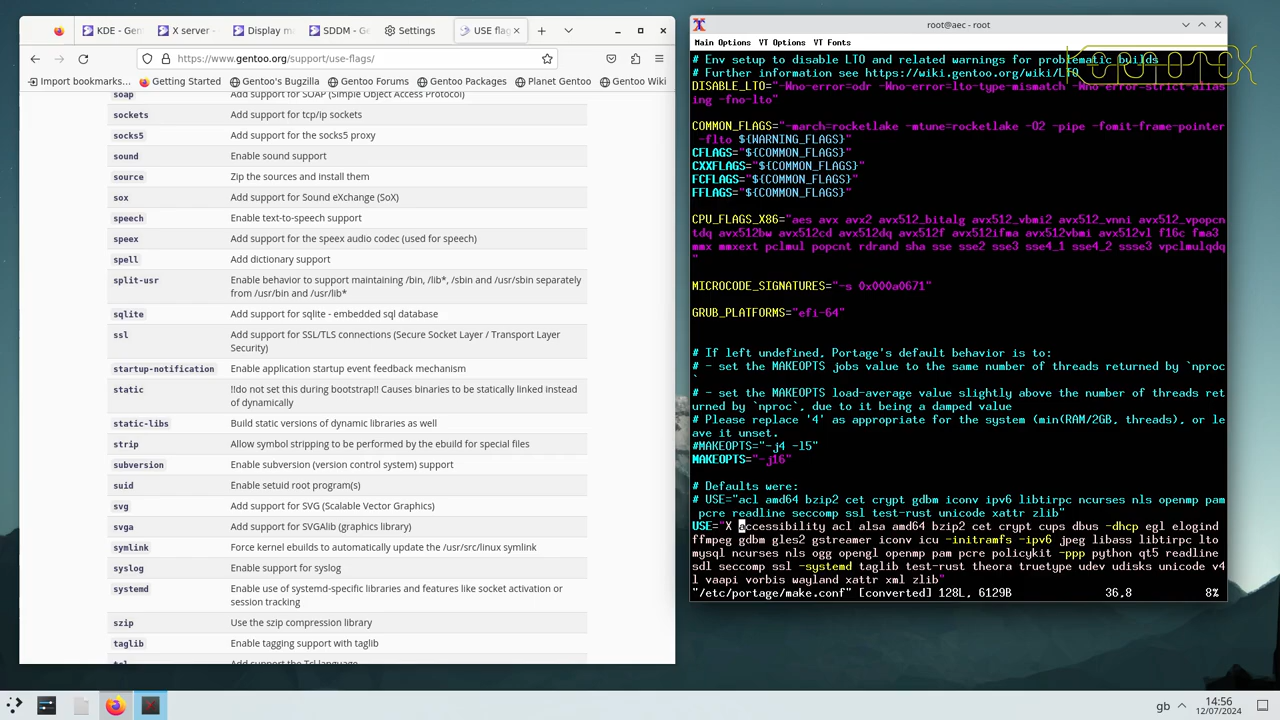 KDE - Gen
X server -
Display m
SDDM - Ge
Settings
USE flag
https://www.gentoo.org/support/use-flags/
Import bookmarks...
Getting Started
Gentoo's Bugzilla
Gentoo Forums
Gentoo Packages
Planet Gentoo
Gentoo Wiki
soap Add support for SOAP (Simple Object Access Protocol)
sockets Add support for tcp/ip sockets
socks5 Add support for the socks5 proxy
sound Enable sound support
source Zip the sources and install them
sox Add support for Sound eXchange (SoX)
speech Enable text-to-speech support
speex Add support for the speex audio codec (used for speech)
spell Add dictionary support
split-usr Enable behavior to support maintaining /bin, /lib*, /sbin and /usr/sbin separately
from /usr/bin and /usr/lib*
sqlite Add support for sqlite - embedded sql database
ssl Add support for SSL/TLS connections (Secure Socket Layer / Transport Layer
Security)
startup-notification Enable application startup event feedback mechanism
static !!do not set this during bootstrap!! Causes binaries to be statically linked instead
of dynamically
static-libs Build static versions of dynamic libraries as well
strip Allow symbol stripping to be performed by the ebuild for special files
subversion Enable subversion (version control system) support
suid Enable setuid root program(s)
svg Add support for SVG (Scalable Vector Graphics)
svga Add support for SVGAlib (graphics library)
symlink Force kernel ebuilds to automatically update the /usr/src/linux symlink
syslog Enable support for syslog
systemd Enable use of systemd-specific libraries and features like socket activation or
session tracking
szip Use the szip compression library
taglib Enable tagging support with taglib
tcl Add support the Tcl language
root@aec - root
Main Options VT Options VT Fonts
# Env setup to disable LTO and related warnings for problematic builds
# Further information see https://wiki.gentoo.org/wiki/LTO
DISABLE_LTO="-Wno-error=odr -Wno-error=lto-type-mismatch -Wno-error=strict-alias
ing -fno-lto"
COMMON_FLAGS="-march=rocketlake -mtune=rocketlake -O2 -pipe -fomit-frame-pointer
-flto ${WARNING_FLAGS}"
CFLAGS="${COMMON_FLAGS}"
CXXFLAGS="${COMMON_FLAGS}"
FCFLAGS="${COMMON_FLAGS}"
FFLAGS="${COMMON_FLAGS}"
CPU_FLAGS_X86="aes avx avx2 avx512_bitalg avx512_vbmi2 avx512_vnni avx512_vpopcn
tdq avx512bw avx512cd avx512dq avx512f avx512ifma avx512vbmi avx512vl f16c fma3
mmx mmxext pclmul popcnt rdrand sha sse sse2 sse3 sse4_1 sse4_2 ssse3 vpclmulqdq
"
MICROCODE_SIGNATURES="-s 0x000a0671"
GRUB_PLATFORMS="efi-64"
# If left undefined, Portage's default behavior is to:
# - set the MAKEOPTS jobs value to the same number of threads returned by `nproc
`
# - set the MAKEOPTS load-average value slightly above the number of threads ret
urned by `nproc`, due to it being a damped value
# Please replace '4' as appropriate for the system (min(RAM/2GB, threads), or le
ave it unset.
#MAKEOPTS="-j4 -l5"
MAKEOPTS="-j16"
# Defaults were:
# USE="acl amd64 bzip2 cet crypt gdbm iconv ipv6 libtirpc ncurses nls openmp pam
pcre readline seccomp ssl test-rust unicode xattr zlib"
USE="X accessibility acl alsa amd64 bzip2 cet crypt cups dbus -dhcp egl elogind
ffmpeg gdbm gles2 gstreamer iconv icu -initramfs -ipv6 jpeg libass libtirpc lto
mysql ncurses nls ogg opengl openmp pam pcre policykit -ppp python qt5 readline
sdl seccomp ssl -systemd taglib test-rust theora truetype udev udisks unicode v4
l vaapi vorbis wayland xattr xml zlib"
"/etc/portage/make.conf" [converted] 128L, 6129B 36,8 8%
gb
14:56
12/07/2024